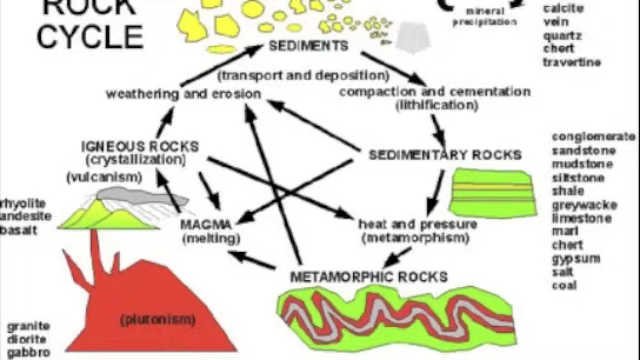 ROCK
CYCLE
mineral
precipitation
calcite
vein
quartz
chert
travertine
SEDIMENTS
(transport and deposition)
weathering and erosion
compaction and cementation
(lithification)
IGNEOUS ROCKS
(crystallization)
(vulcanism)
SEDIMENTARY ROCKS
conglomerate
sandstone
mudstone
siltstone
shale
greywacke
limestone
marl
chert
gypsum
salt
coal
rhyolite
andesite
basalt
MAGMA
(melting)
heat and pressure
(metamorphism)
METAMORPHIC ROCKS
(plutonism)
granite
diorite
gabbro